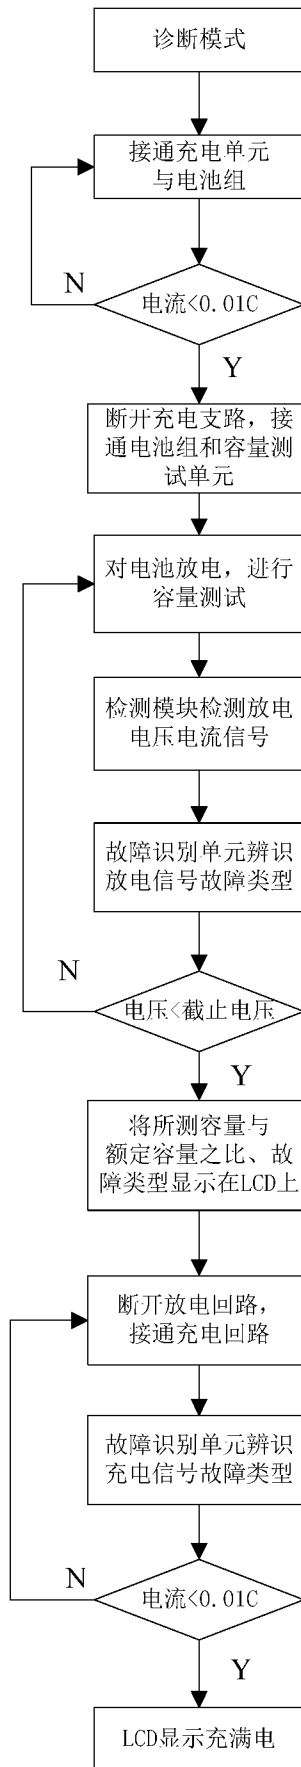 诊断模式
接通充电单元
与电池组
N
电流<0.01C
Y
断开充电支路，接
通电池组和容量测
试单元
对电池放电，进行
容量测试
检测模块检测放电
电压电流信号
故障识别单元辨识
放电信号故障类型
N
电压<截止电压
Y
将所测容量与
额定容量之比、故
障类型显示在LCD上
断开放电回路，
接通充电回路
故障识别单元辨识
充电信号故障类型
N
电流<0.01C
Y
LCD显示充满电